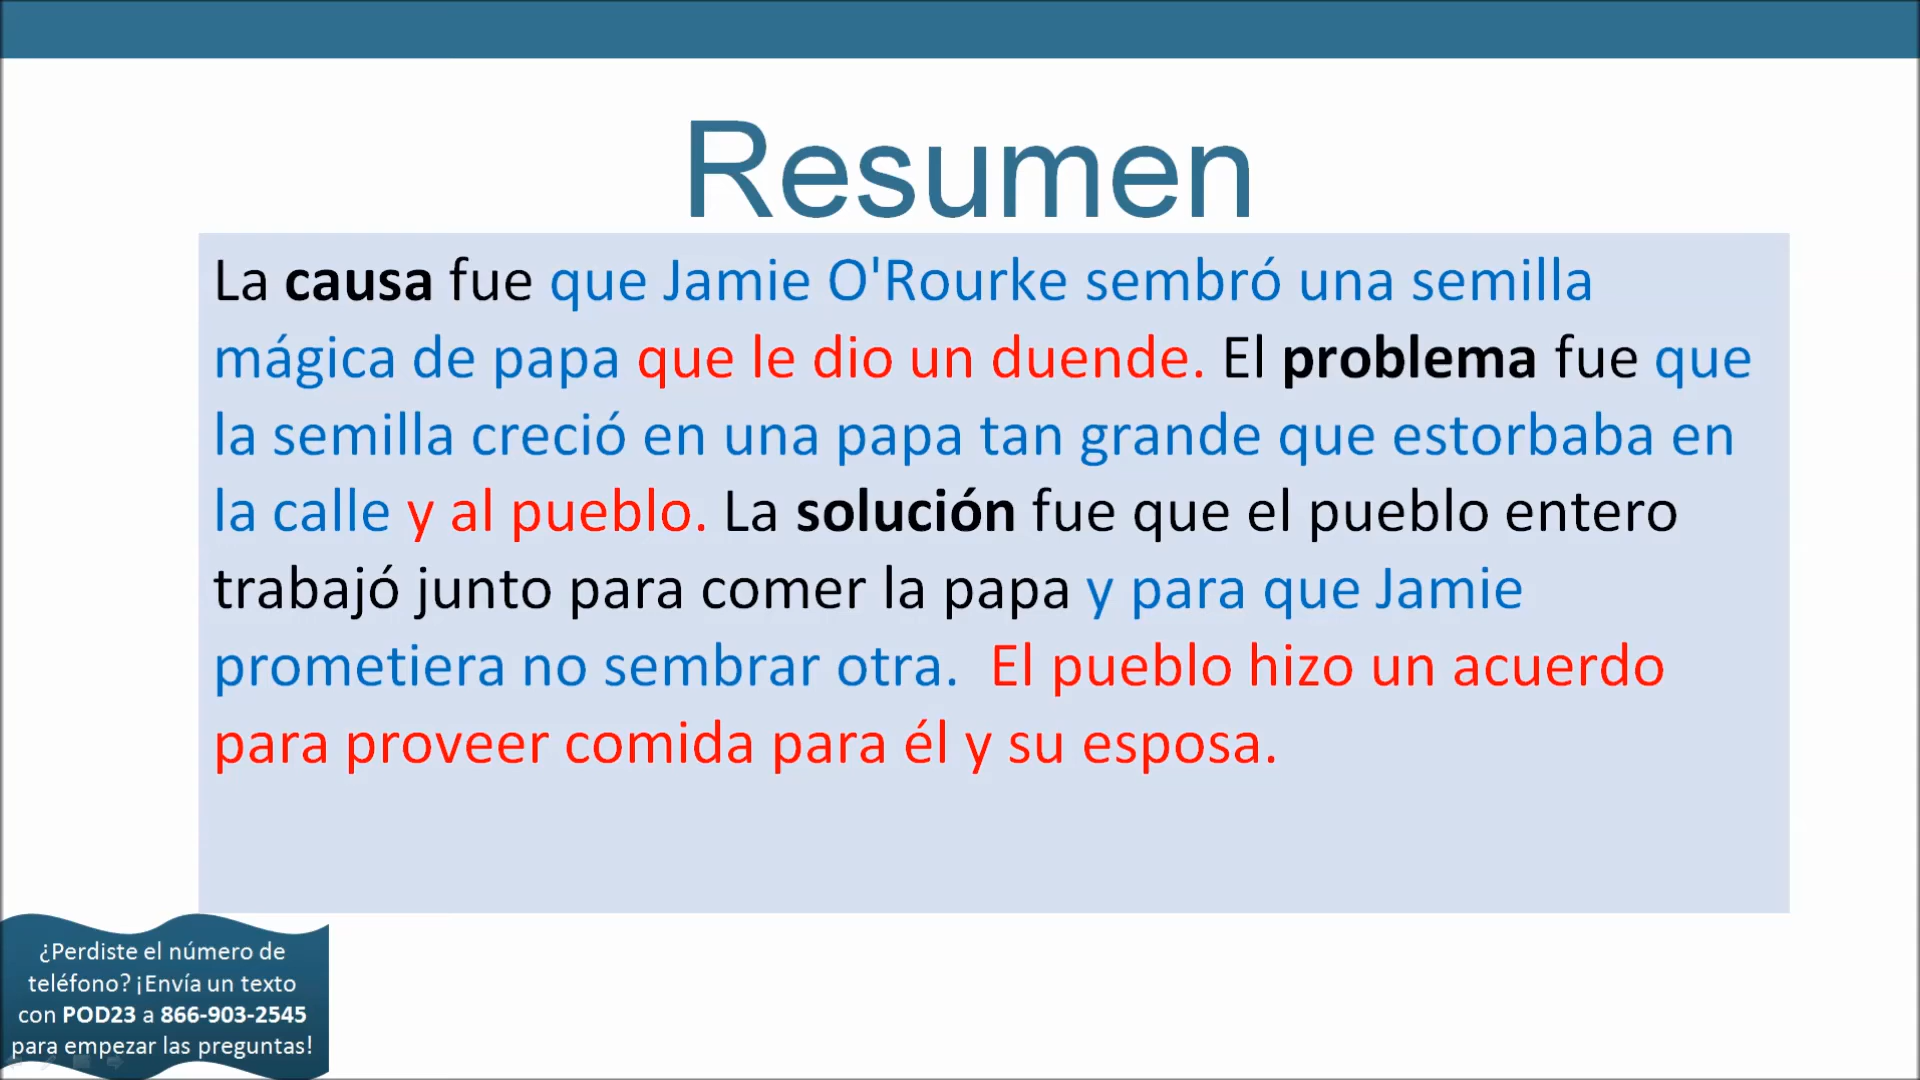 Resumen
La causa fue que Jamie O'Rourke sembró una semilla
mágica de papa que le dio un duende. El problema fue que
la semilla creció en una papa tan grande que estorbaba en
la calle y al pueblo. La solución fue que el pueblo entero
trabajó junto para comer la papa y para que Jamie
prometiera no sembrar otra. El pueblo hizo un acuerdo
para proveer comida para él y su esposa.
¿Perdiste el número de
teléfono? ¡Envía un texto
con POD23 a 866-903-2545
para empezar las preguntas!